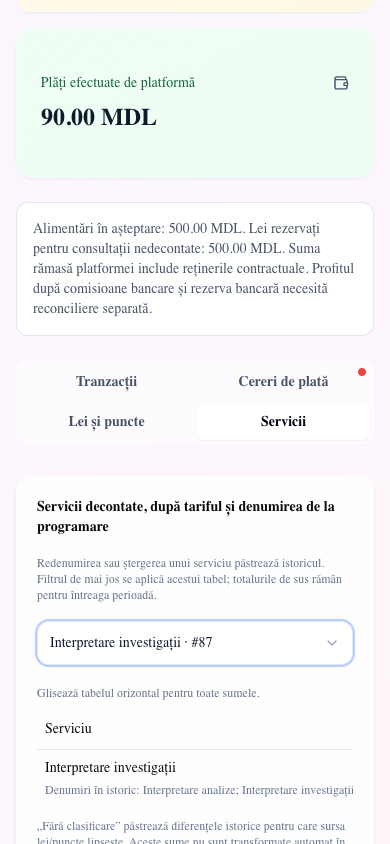 Plăți efectuate de platformă
90.00 MDL
Alimentări în așteptare: 500.00 MDL. Lei rezervați
pentru consultații nedecontate: 500.00 MDL. Suma
rămasă platformei include reținerile contractuale. Profitul
după comisioane bancare și rezerva bancară necesită
reconciliere separată.
Tranzacții
Cereri de plată
Lei și puncte
Servicii
Servicii decontate, după tariful și denumirea de la
programare
Redenumirea sau ștergerea unui serviciu păstrează istoricul.
Filtrul de mai jos se aplică acestui tabel; totalurile de sus rămân
pentru întreaga perioadă.
Interpretare investigații · #87
Glisează tabelul orizontal pentru toate sumele.
Serviciu
Interpretare investigații
Denumiri în istoric: Interpretare analize; Interpretare investigații
„Fără clasificare” păstrează diferențele istorice pentru care sursa
lei/puncte lipsește. Aceste sume nu sunt transformate automat în